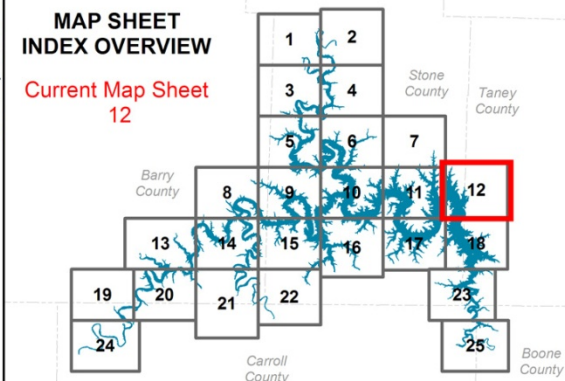 MAP SHEET
INDEX OVERVIEW
Current Map Sheet
12
1
2
3
4
Stone
County
Taney
County
5
6
7
Barry
County
8
9
10
11
12
13
14
15
16
17
18
19
20
21
22
23
24
25
Carroll
County
Boone
County